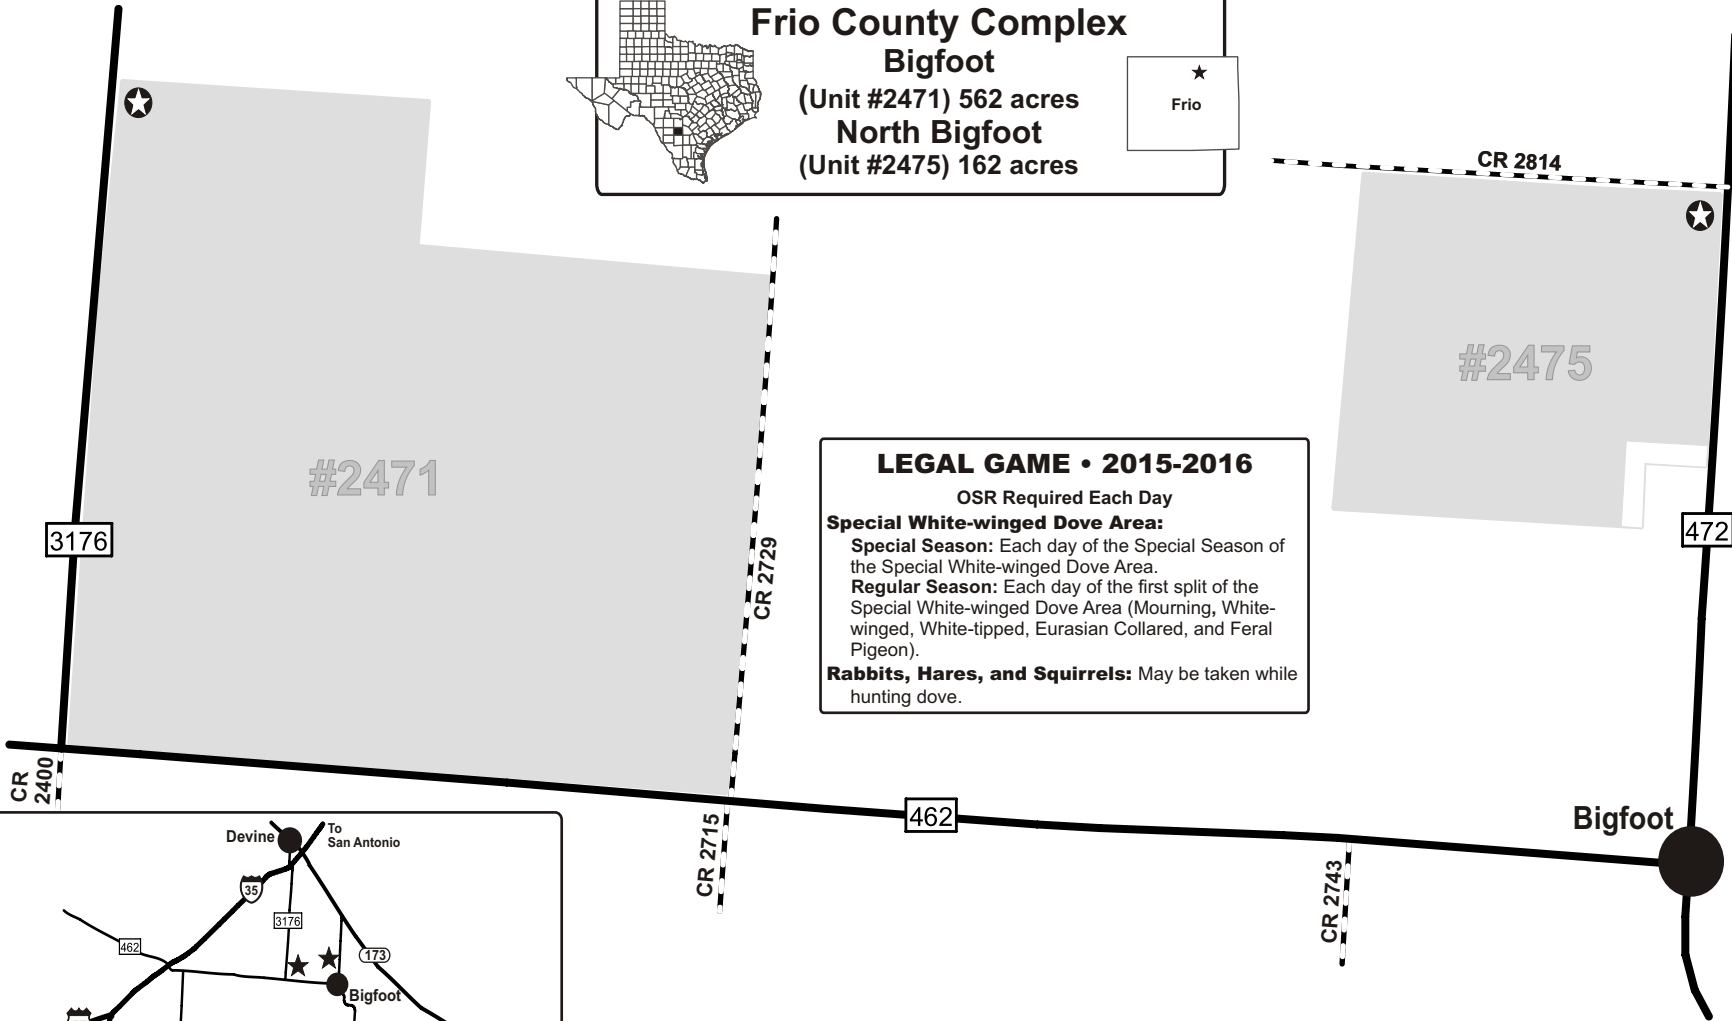 Frio County Complex
Bigfoot
(Unit #2471) 562 acres
North Bigfoot
(Unit #2475) 162 acres
Frio
CR 2814
#2475
#2471
3176
CR 2729
472
LEGAL GAME • 2015-2016
OSR Required Each Day
Special White-winged Dove Area:
Special Season: Each day of the Special Season of
the Special White-winged Dove Area.
Regular Season: Each day of the first split of the
Special White-winged Dove Area (Mourning, White-
winged, White-tipped, Eurasian Collared, and Feral
Pigeon).
Rabbits, Hares, and Squirrels: May be taken while
hunting dove.
CR
2400
462
Bigfoot
CR 2715
CR 2743
Devine
To
San Antonio
35
3176
462
173
Bigfoot